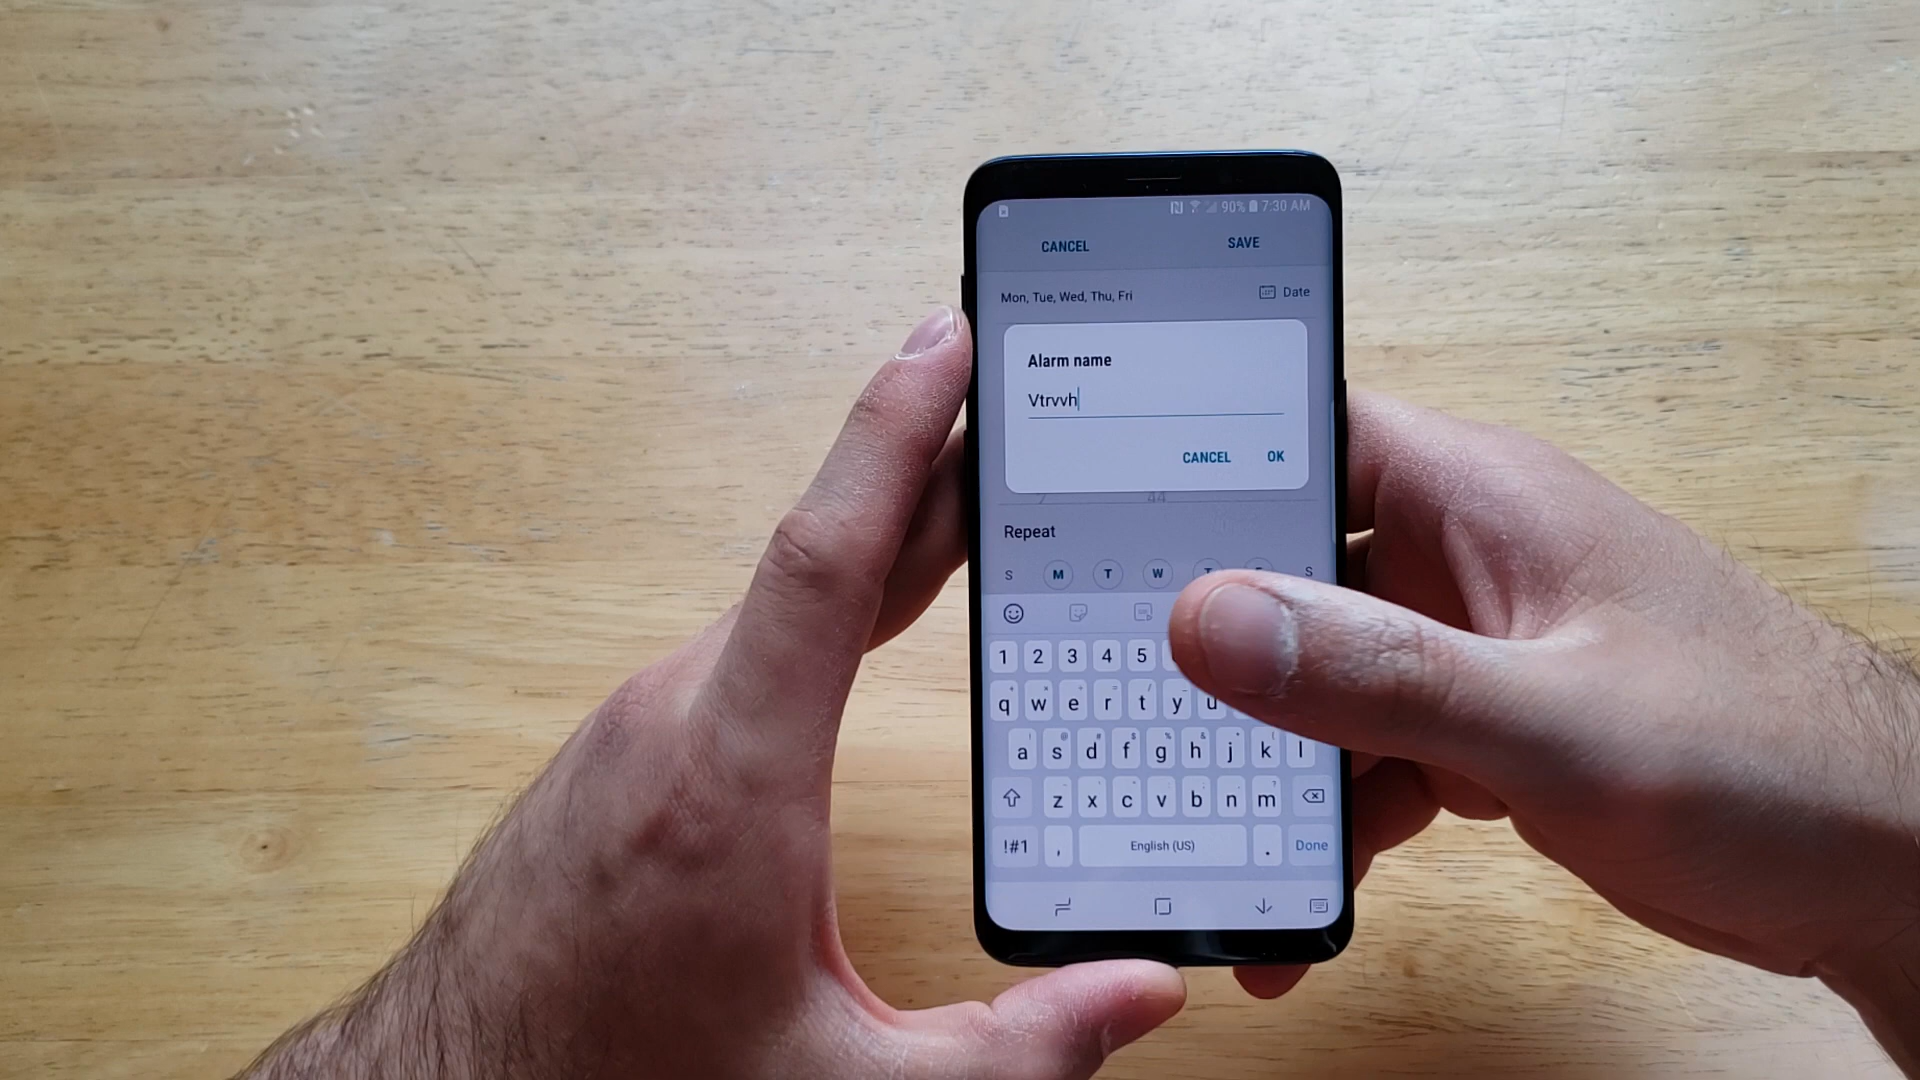 90% 7:30 AM
CANCEL SAVE
Mon, Tue, Wed, Thu, Fri Date
Alarm name
Vtrvvh
CANCEL OK
44
Repeat
S M T W T F S
1 2 3 4 5
q w e r t y u
a s d f g h j k l
z x c v b n m
!#1 , English (US) . Done